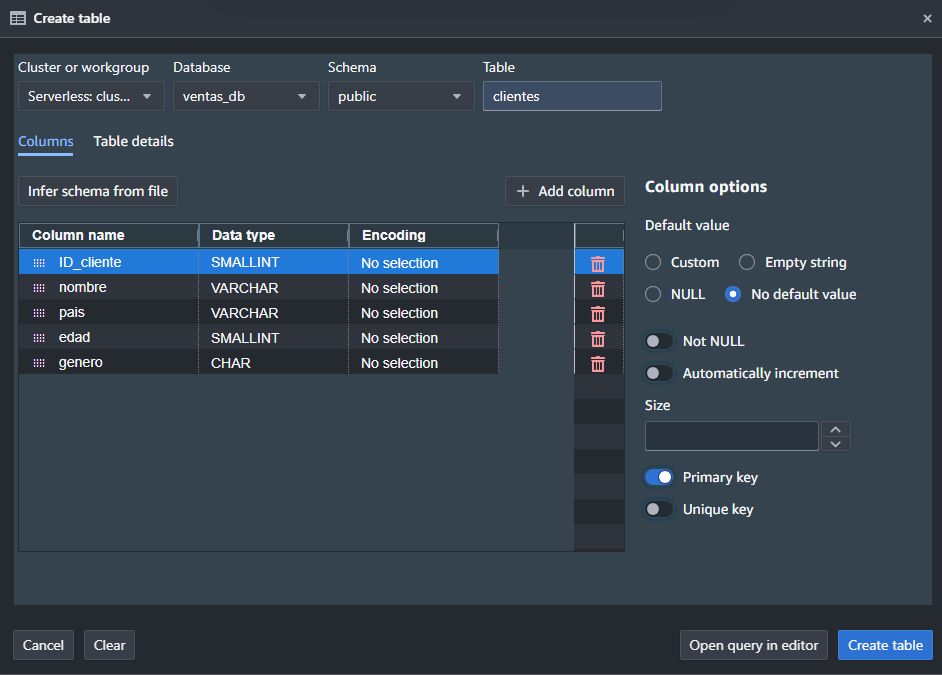 Create table
Cluster or workgroup Database Schema Table
Serverless: clus... ventas_db public clientes
Columns Table details
Infer schema from file + Add column Column options
Column name Data type Encoding Default value
ID_cliente SMALLINT No selection Custom Empty string
nombre VARCHAR No selection NULL No default value
pais VARCHAR No selection
edad SMALLINT No selection Not NULL
genero CHAR No selection Automatically increment
Size
Primary key
Unique key
Cancel Clear Open query in editor Create table